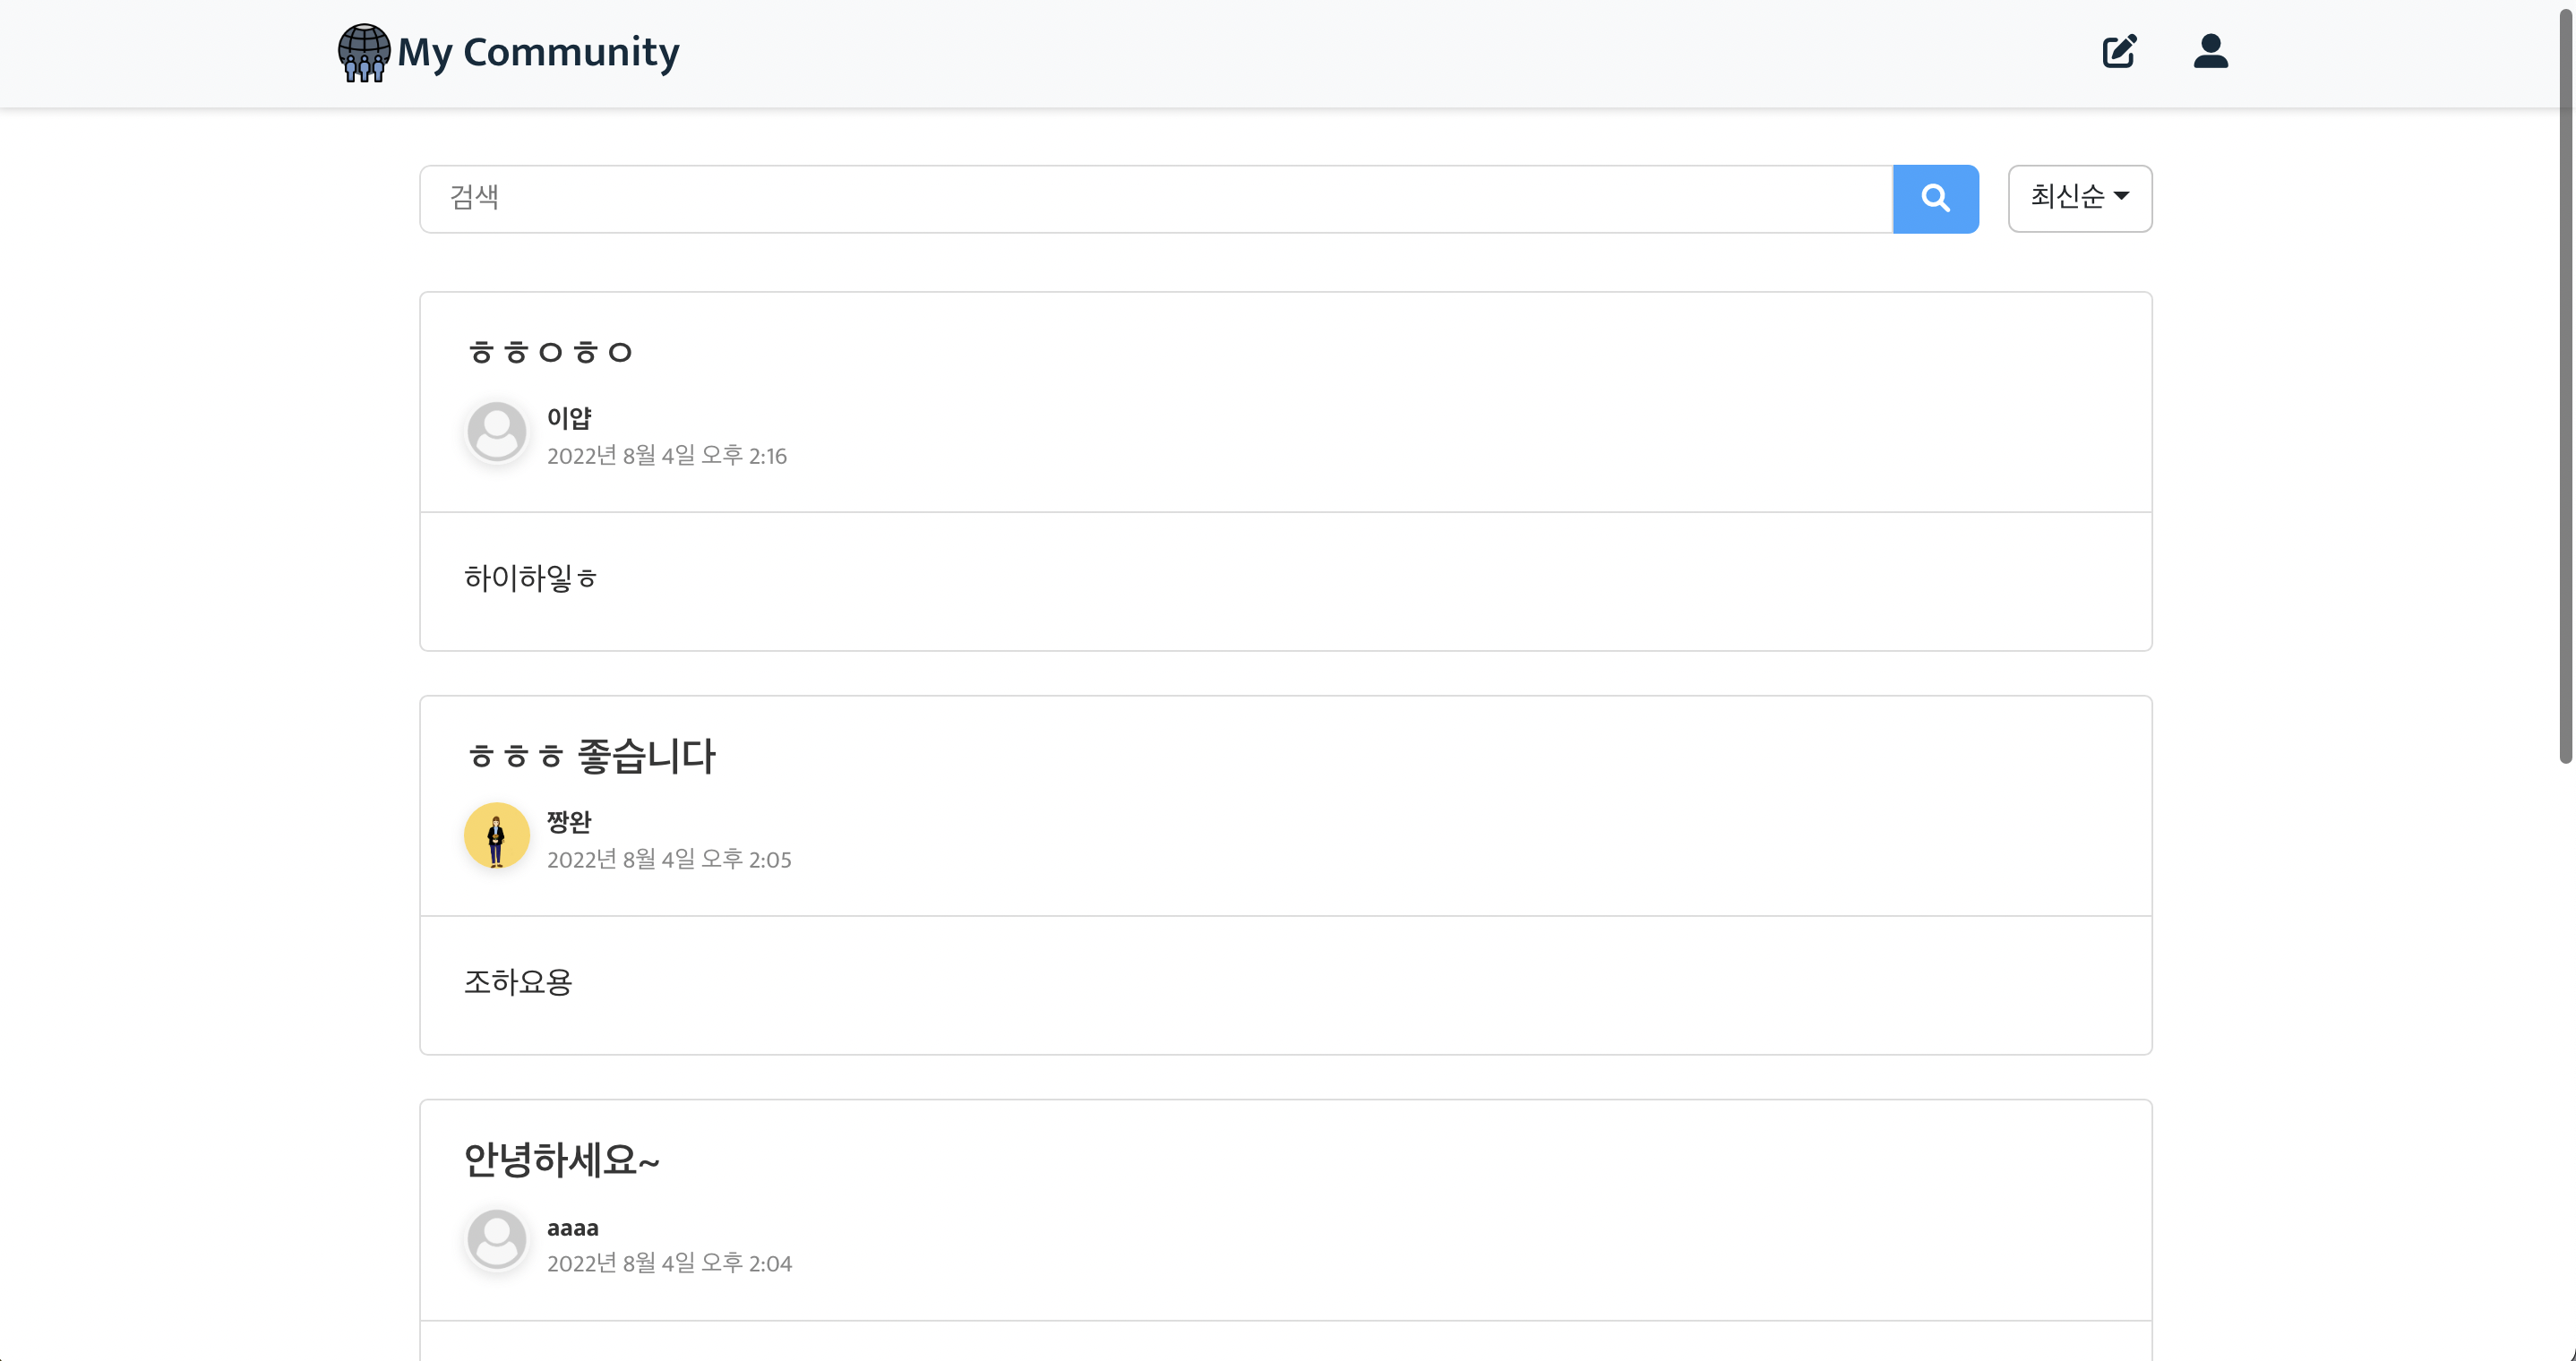 My Community
검색
최신순
ㅎㅎㅇㅎㅇ
이얍
2022년 8월 4일 오후 2:16
하이하잏ㅎ
ㅎㅎㅎ 좋습니다
짱완
2022년 8월 4일 오후 2:05
조하요용
안녕하세요~
aaaa
2022년 8월 4일 오후 2:04